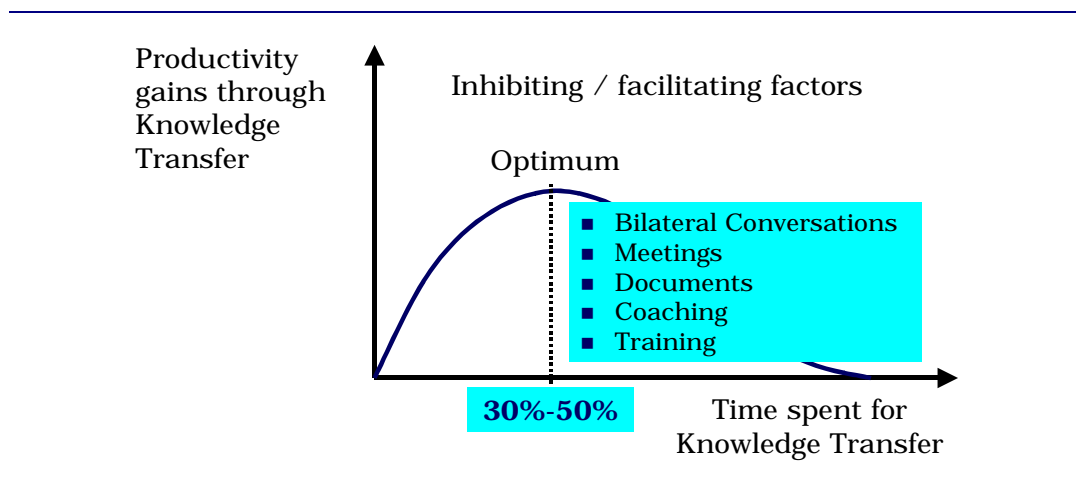 Productivity
gains through
Knowledge
Transfer
Inhibiting / facilitating factors
Optimum
■ Bilateral Conversations
■ Meetings
■ Documents
■ Coaching
■ Training
30%-50%
Time spent for
Knowledge Transfer